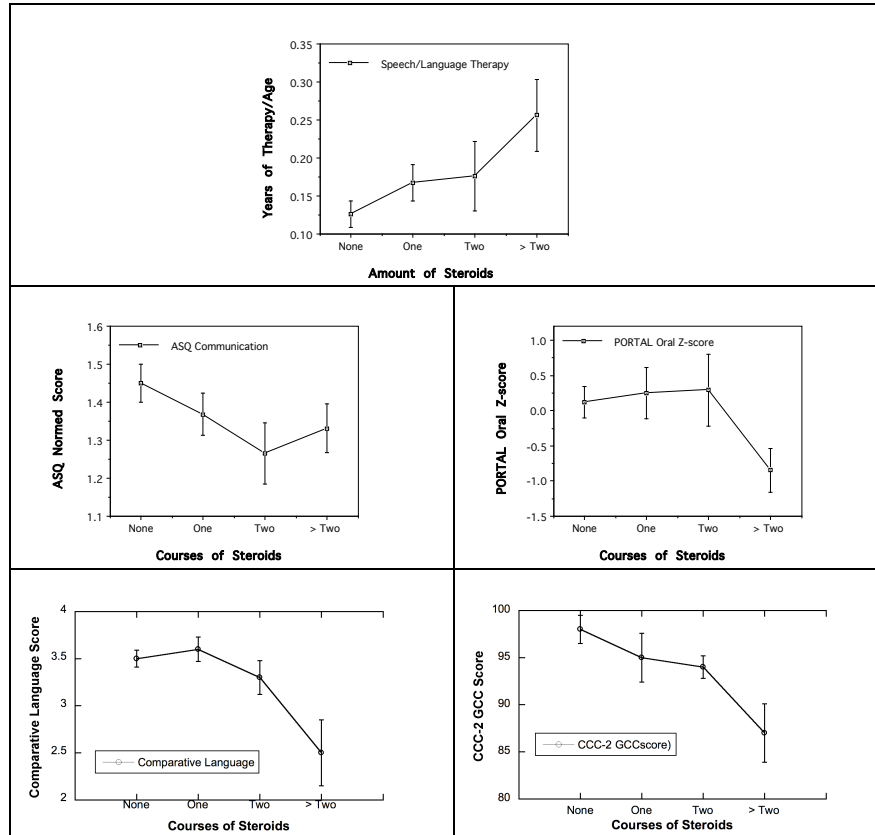 0.35
0.30
0.25
0.20
0.15
0.10
Years of Therapy/Age
Speech/Language Therapy
None One Two > Two
Amount of Steroids
1.6
1.5
1.4
1.3
1.2
1.1
ASQ Normed Score
ASQ Communication
None One Two > Two
Courses of Steroids
1.0
0.5
0.0
-0.5
-1.0
-1.5
PORTAL Oral Z-score
PORTAL Oral Z-score
None One Two > Two
Courses of Steroids
4
3.5
3
2.5
2
Comparative Language Score
Comparative Language
None One Two > Two
Courses of Steroids
100
95
90
85
80
CCC-2 GCC Score
CCC-2 GCCscore)
None One Two > Two
Courses of Steroids